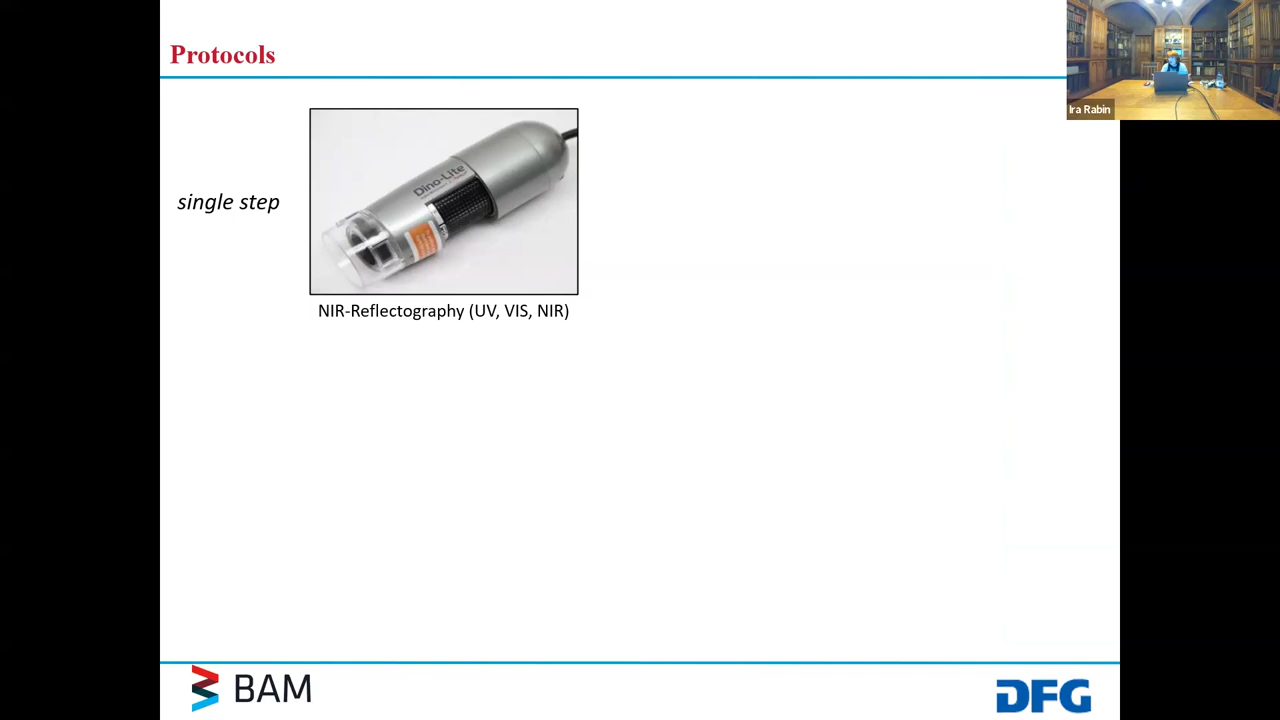 Protocols
Ira Rabin
single step
Dino-Lite
NIR-Reflectography (UV, VIS, NIR)
BAM
DFG